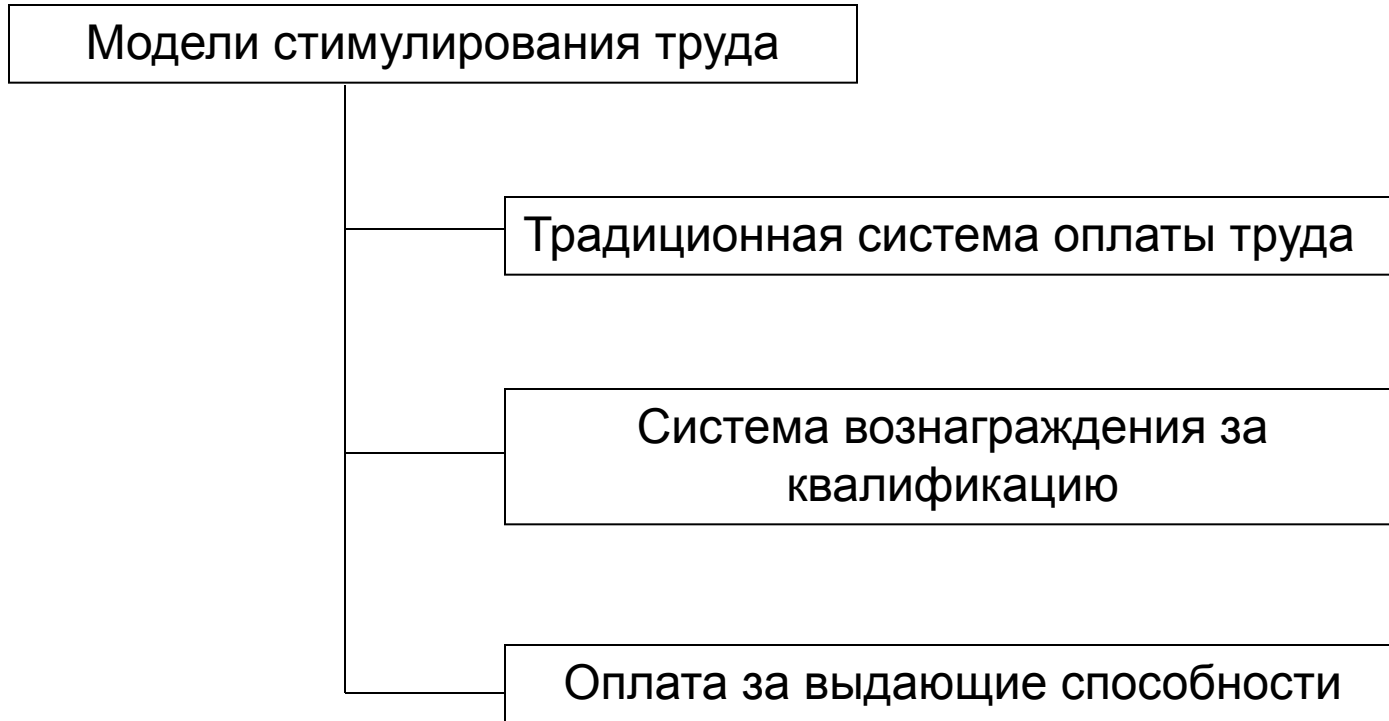 Модели стимулирования труда
Традиционная система оплаты труда
Система вознаграждения за
квалификацию
Оплата за выдающие способности